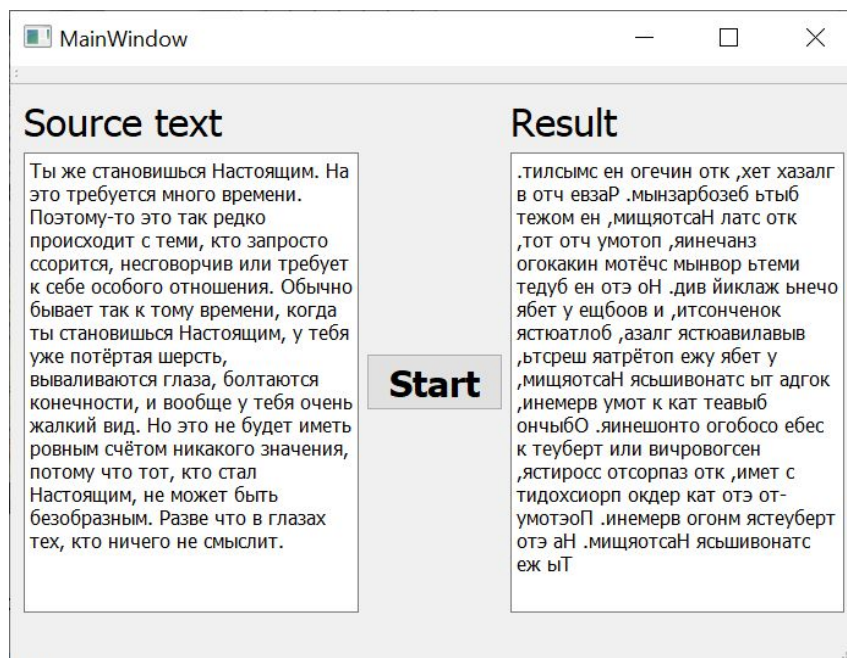 MainWindow
Source text
Ты же становишься Настоящим. На
это требуется много времени.
Поэтому-то это так редко
происходит с теми, кто запросто
ссорится, несговорчив или требует
к себе особого отношения. Обычно
бывает так к тому времени, когда
ты становишься Настоящим, у тебя
уже потёртая шерсть,
вываливаются глаза, болтаются
конечности, и вообще у тебя очень
жалкий вид. Но это не будет иметь
ровным счётом никакого значения,
потому что тот, кто стал
Настоящим, не может быть
безобразным. Разве что в глазах
тех, кто ничего не смыслит.
Start
Result
.тилсымс ен огечин отк ,хет хазалг
в отч евзаР .мынзарбозеб ьтыб
тежом ен ,мищяотсаН латс отк
,тот отч умотоп ,яинечанз
огокакин мотёчс мынвор ьтеми
тедуб ен отэ оН .див йиклаж ьнечо
ябет у ещбоов и ,итсонченок
ястюатлоб ,азалг ястюавилавыв
,ьтсреш яатрётоп ежу ябет у
,мищяотсаН ясьшивонатс ыт адгок
,инемерв умот к кат теавыб
ончыбО .яинешонто огобосо ебес
к теуберт или вичровогсен
,ястиросс отсорпаз отк ,имет с
тидохсиорп окдер кат отэ от-
умотэоП .инемерв огонм ястеуберт
отэ аН .мищяотсаН ясьшивонатс
еж ыТ